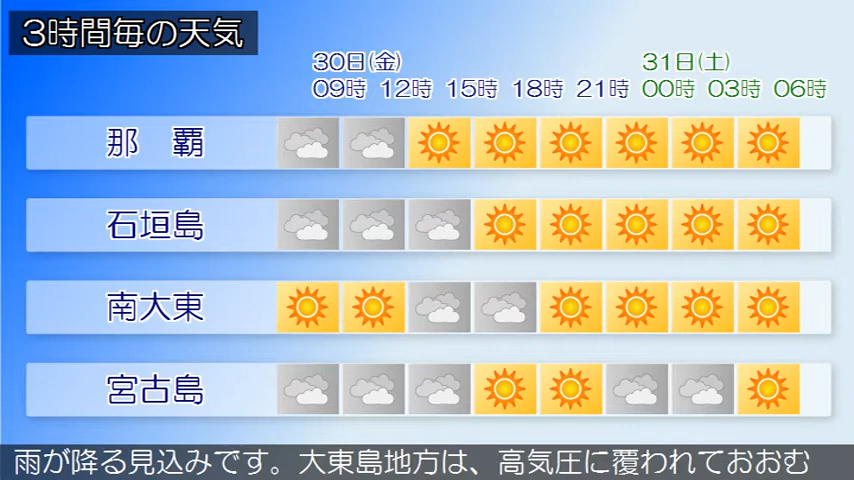 3時間毎の天気
30日(金) 31日(土)
09時 12時 15時 18時 21時 00時 03時 06時
那 覇
石垣島
南大東
宮古島
雨が降る見込みです。大東島地方は、高気圧に覆われておおむ